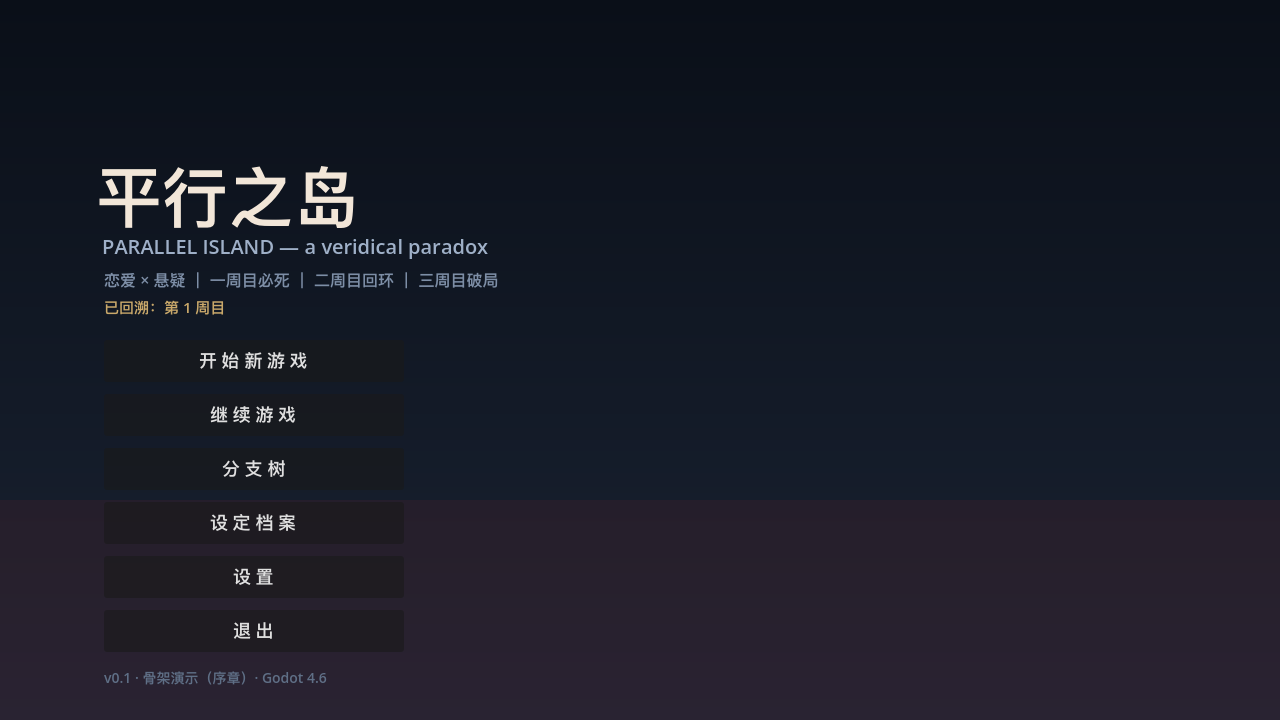 平行之岛
PARALLEL ISLAND — a veridical paradox
恋爱 × 悬疑 ｜ 一周目必死 ｜ 二周目回环 ｜ 三周目破局
已回溯：第 1 周目
开始新游戏
继续游戏
分支树
设定档案
设置
退出
v0.1 · 骨架演示（序章）· Godot 4.6